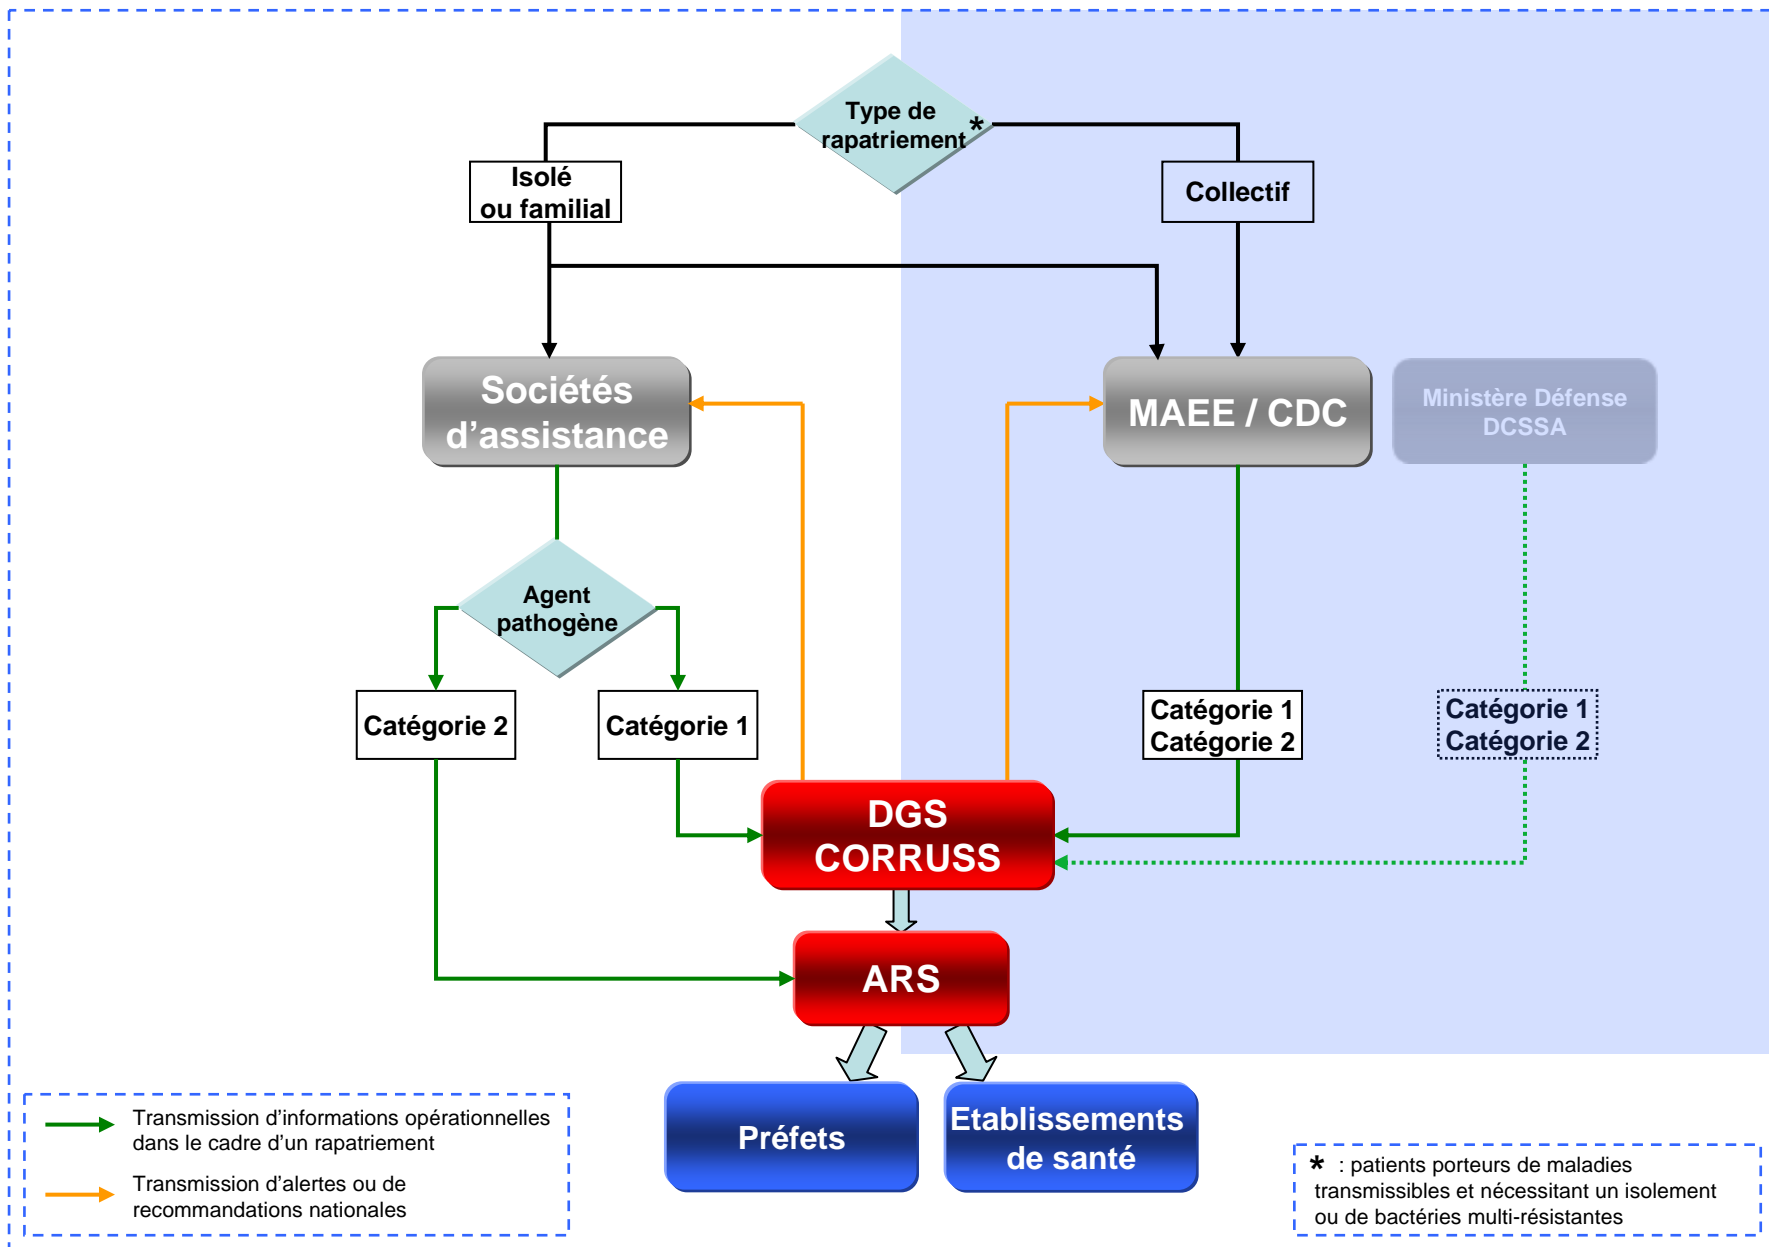 Type de
rapatriement *
Isolé
ou familial
Collectif
Sociétés
d'assistance
MAEE / CDC
Ministère Défense
DCSSA
Agent
pathogène
Catégorie 2
Catégorie 1
Catégorie 1
Catégorie 2
Catégorie 1
Catégorie 2
DGS
CORRUSS
ARS
Préfets
Etablissements
de santé
Transmission d'informations opérationnelles
dans le cadre d'un rapatriement
Transmission d'alertes ou de
recommandations nationales
* : patients porteurs de maladies
transmissibles et nécessitant un isolement
ou de bactéries multi-résistantes